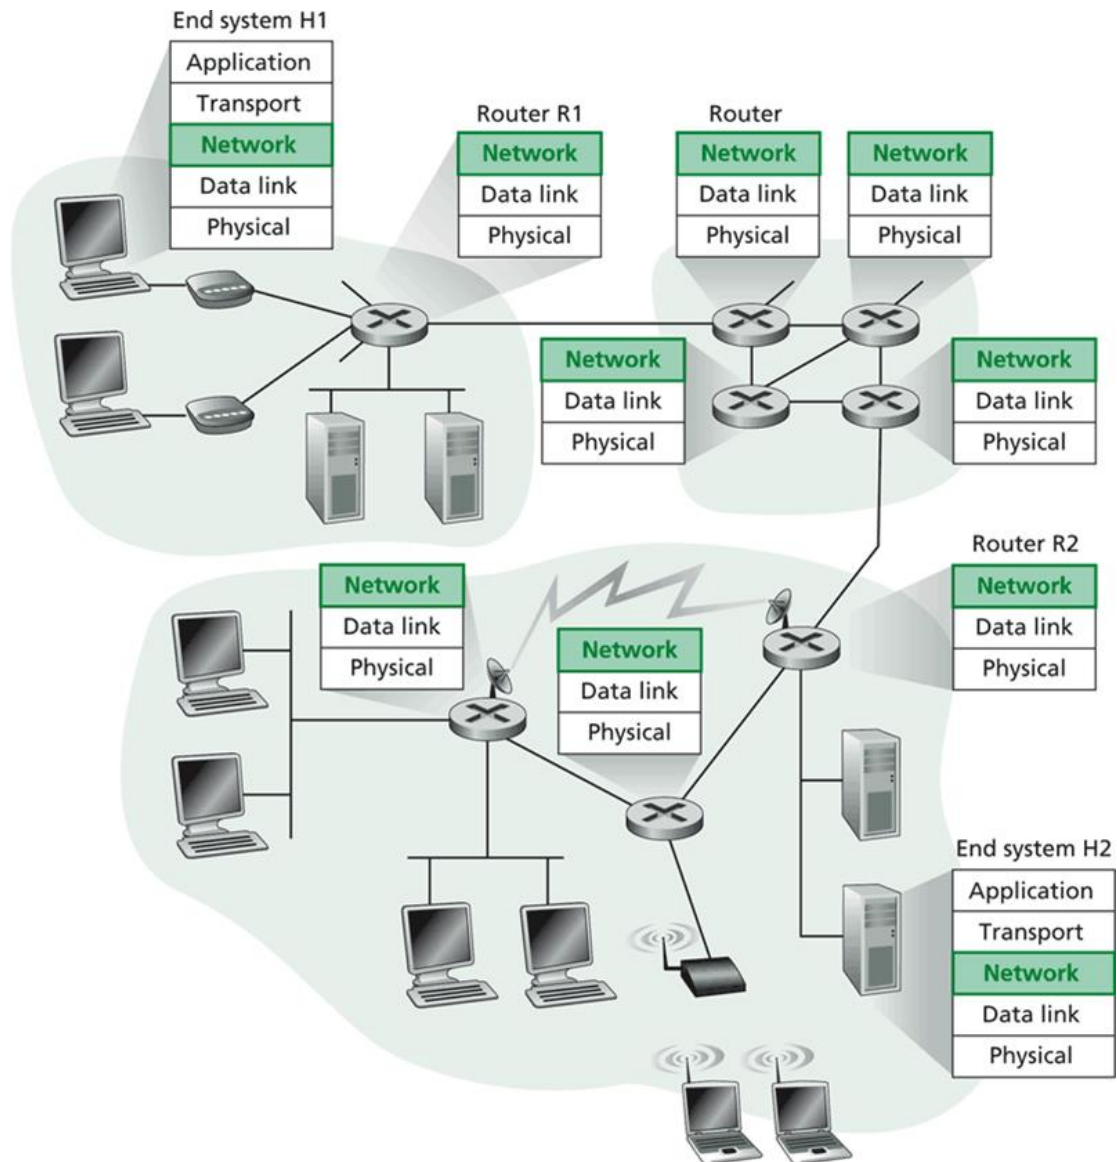 End system H1
Application
Transport
Network
Data link
Physical
Router R1
Network
Data link
Physical
Router
Network
Data link
Physical
Network
Data link
Physical
Network
Data link
Physical
Network
Data link
Physical
Network
Data link
Physical
Network
Data link
Physical
Router R2
Network
Data link
Physical
End system H2
Application
Transport
Network
Data link
Physical